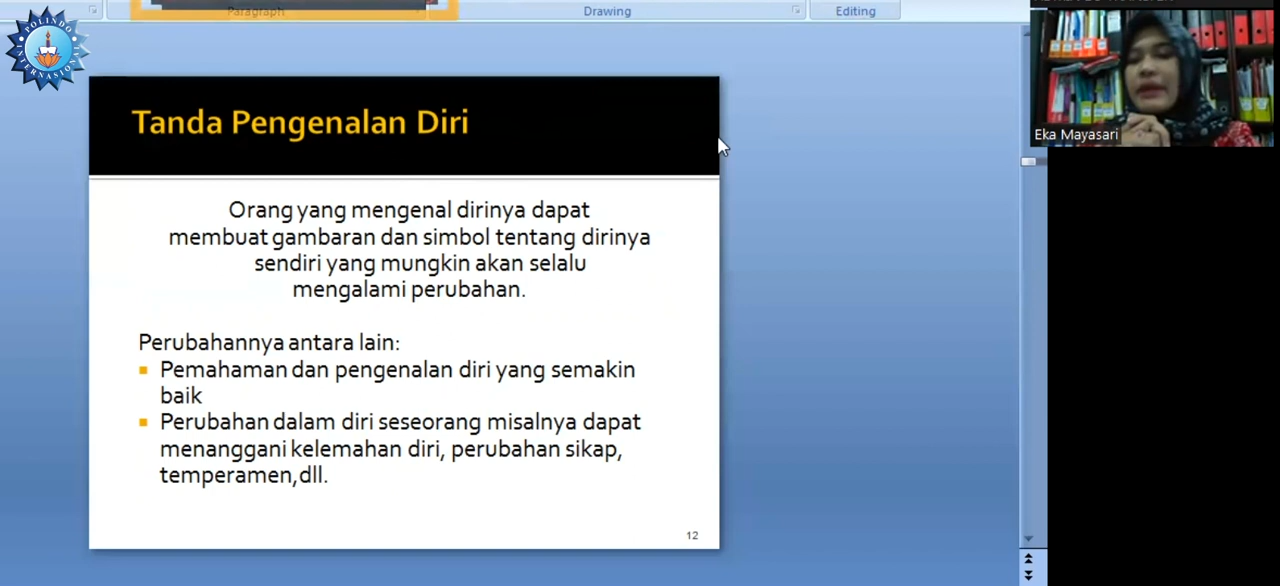 Paragraph
Drawing
Editing
POLINDO
INTERNASIONAL
Tanda Pengenalan Diri
Eka Mayasari
Orang yang mengenal dirinya dapat
membuat gambaran dan simbol tentang dirinya
sendiri yang mungkin akan selalu
mengalami perubahan.
Perubahannya antara lain:
Pemahaman dan pengenalan diri yang semakin
baik
Perubahan dalam diri seseorang misalnya dapat
menanggani kelemahan diri, perubahan sikap,
temperamen,dll.
12